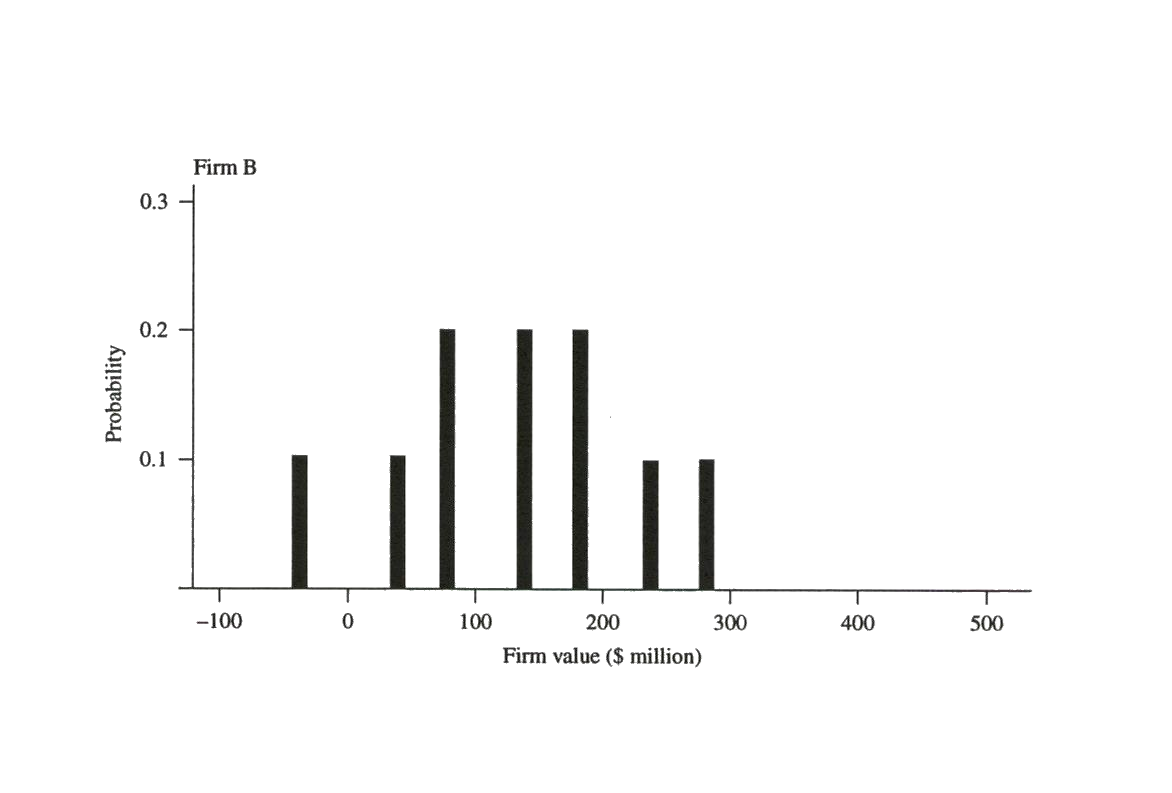 Firm B
0.3
0.2
0.1
Probability
–100 0 100 200 300 400 500
Firm value ($ million)